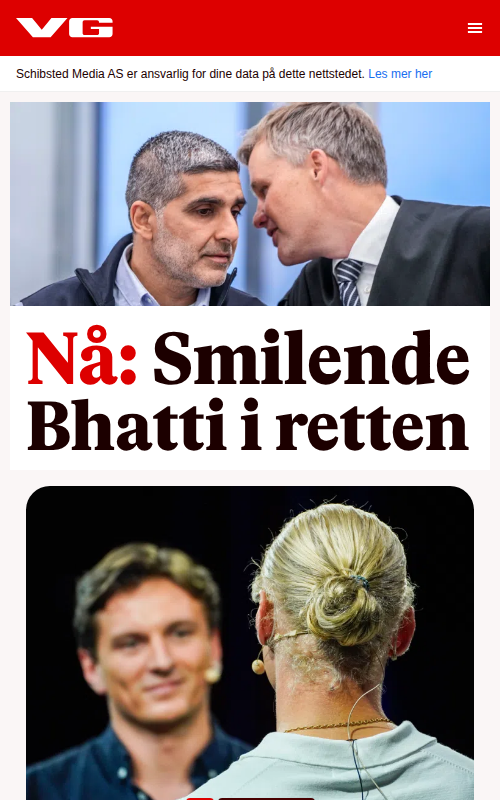 VG
Schibsted Media AS er ansvarlig for dine data på dette nettstedet. Les mer her
Nå: Smilende
Bhatti i retten